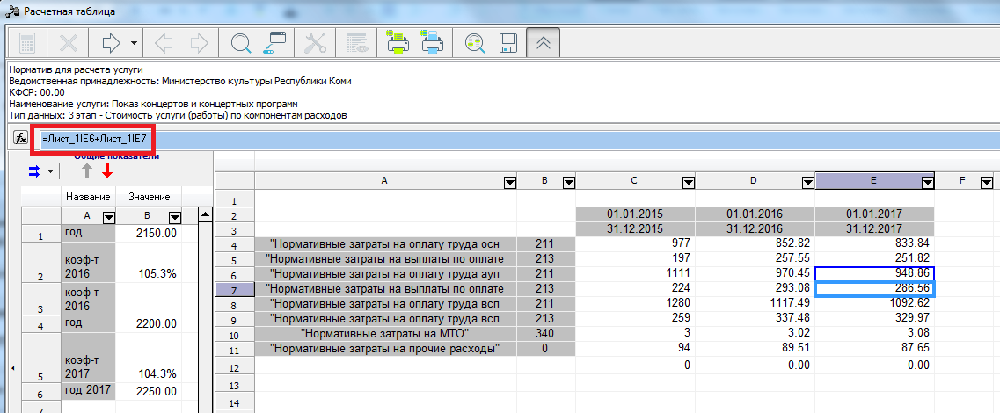 Расчетная таблица
Норматив для расчета услуги
Ведомственная принадлежность: Министерство культуры Республики Коми
КФСР: 00.00
Наименование услуги: Показ концертов и концертных программ
Тип данных: 3 этап - Стоимость услуги (работы) по компонентам расходов
fx =Лист_1!E6+Лист_1!E7
Общие показатели
Название Значение
A B
1 год 2150.00
2 коэф-т 2016 105.3%
3 коэф-т 2016
4 год 2200.00
5 коэф-т 2017 104.3%
6 год 2017 2250.00
7
A B C D E F
1
2 01.01.2015 01.01.2016 01.01.2017
3 31.12.2015 31.12.2016 31.12.2017
4 "Нормативные затраты на оплату труда осн 211 977 852.82 833.84
5 "Нормативные затраты на выплаты по оплате 213 197 257.55 251.82
6 "Нормативные затраты на оплату труда ауп 211 1111 970.45 948.86
7 "Нормативные затраты на выплаты по оплате 213 224 293.08 286.56
8 "Нормативные затраты на оплату труда всп 211 1280 1117.49 1092.62
9 "Нормативные затраты на оплату труда всп 213 259 337.48 329.97
10 "Нормативные затраты на МТО" 340 3 3.02 3.08
11 "Нормативные затраты на прочие расходы" 0 94 89.51 87.65
12 0 0.00 0.00
13
14